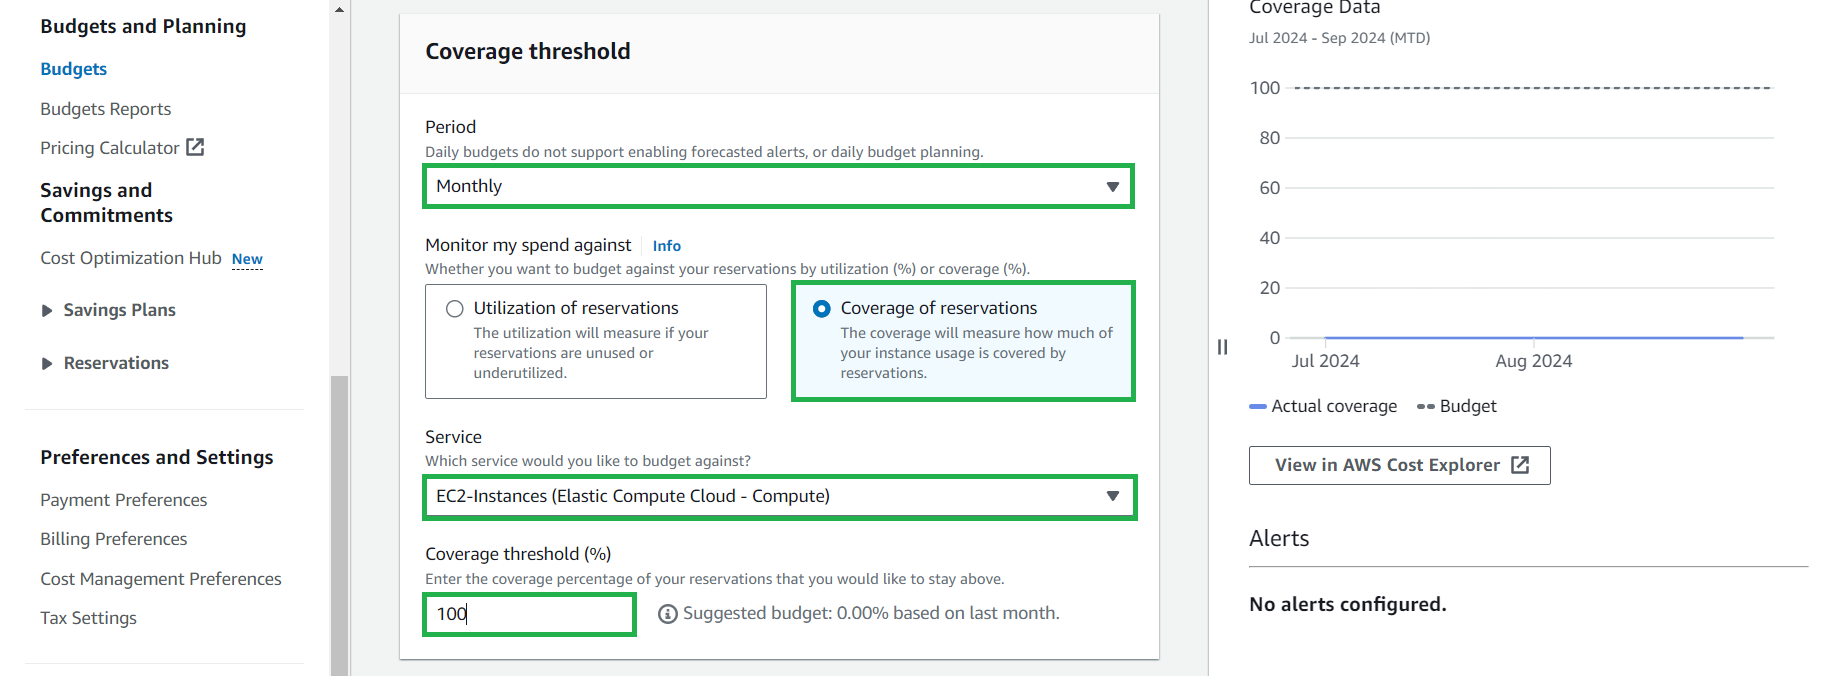 Budgets and Planning
Budgets
Budgets Reports
Pricing Calculator
Savings and
Commitments
Cost Optimization Hub New
Savings Plans
Reservations
Preferences and Settings
Payment Preferences
Billing Preferences
Cost Management Preferences
Tax Settings
Coverage threshold
Period
Daily budgets do not support enabling forecasted alerts, or daily budget planning.
Monthly
Monitor my spend against Info
Whether you want to budget against your reservations by utilization (%) or coverage (%).
Utilization of reservations
The utilization will measure if your
reservations are unused or
underutilized.
Coverage of reservations
The coverage will measure how much of
your instance usage is covered by
reservations.
Service
Which service would you like to budget against?
EC2-Instances (Elastic Compute Cloud - Compute)
Coverage threshold (%)
Enter the coverage percentage of your reservations that you would like to stay above.
100
Suggested budget: 0.00% based on last month.
Coverage Data
Jul 2024 - Sep 2024 (MTD)
100
80
60
40
20
0
Jul 2024 Aug 2024
Actual coverage Budget
View in AWS Cost Explorer
Alerts
No alerts configured.